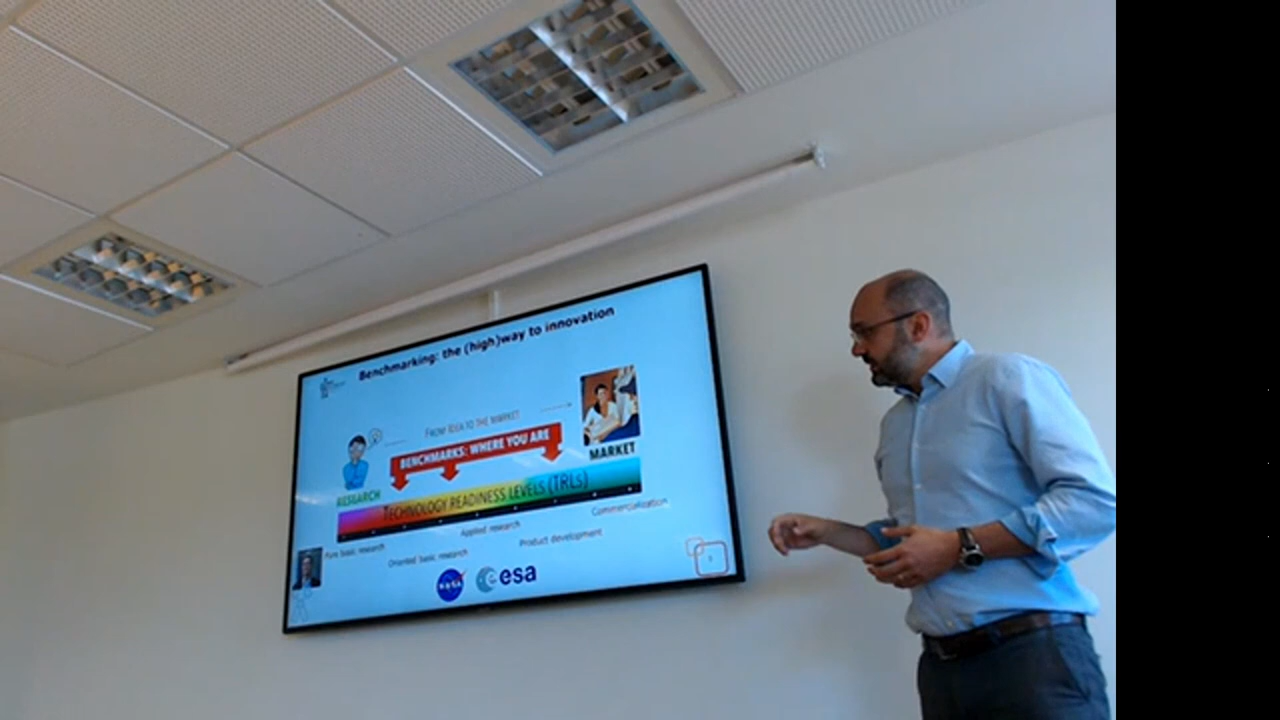 Benchmarking: the (high)way to innovation
FROM IDEA TO THE MARKET
BENCHMARKS: WHERE YOU ARE
RESEARCH
MARKET
TECHNOLOGY READINESS LEVELS (TRLS)
Pure basic research
Oriented basic research
Applied research
Product development
Commercialization
NASA
esa